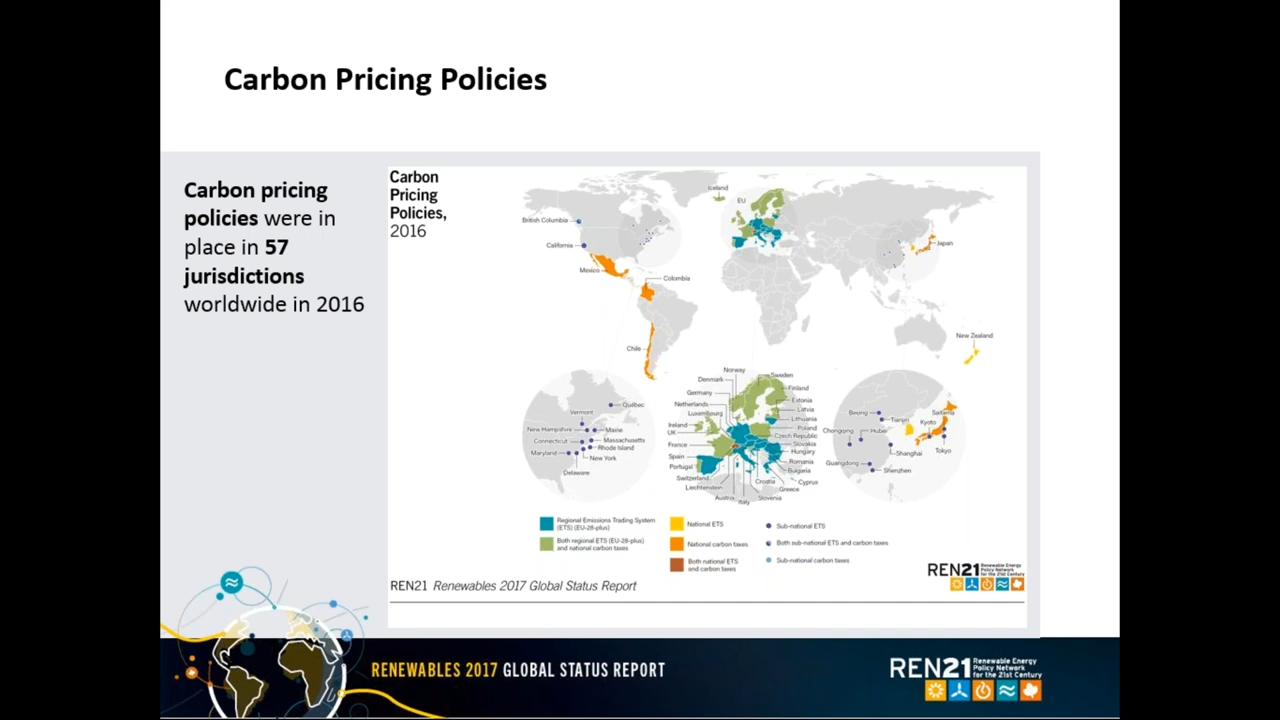 Carbon Pricing Policies
Carbon pricing
policies were in
place in 57
jurisdictions
worldwide in 2016
Carbon
Pricing
Policies,
2016
Iceland
EU
British Columbia
California
Mexico
Colombia
Chile
Japan
New Zealand
Québec
Vermont
New Hampshire
Maine
Connecticut
Massachusetts
Rhode Island
Maryland
New York
Delaware
Norway
Sweden
Denmark
Finland
Germany
Estonia
Netherlands
Latvia
Luxembourg
Lithuania
Ireland
Poland
UK
Czech Republic
France
Slovakia
Hungary
Spain
Romania
Portugal
Bulgaria
Switzerland
Cyprus
Liechtenstein
Croatia
Greece
Austria
Italy
Slovenia
Beijing
Tianjin
Saitama
Kyoto
Chongqing
Hubei
Tokyo
Shanghai
Guangdong
Shenzhen
Regional Emissions Trading System
(ETS) (EU-28-plus)
Both regional ETS (EU-28-plus)
and national carbon taxes
National ETS
National carbon taxes
Both national ETS
and carbon taxes
Sub-national ETS
Both sub-national ETS and carbon taxes
Sub-national carbon taxes
REN21 Renewables 2017 Global Status Report
REN21 Renewable Energy
Policy Network
for the 21st Century
RENEWABLES 2017 GLOBAL STATUS REPORT
REN21 Renewable Energy
Policy Network
for the 21st Century